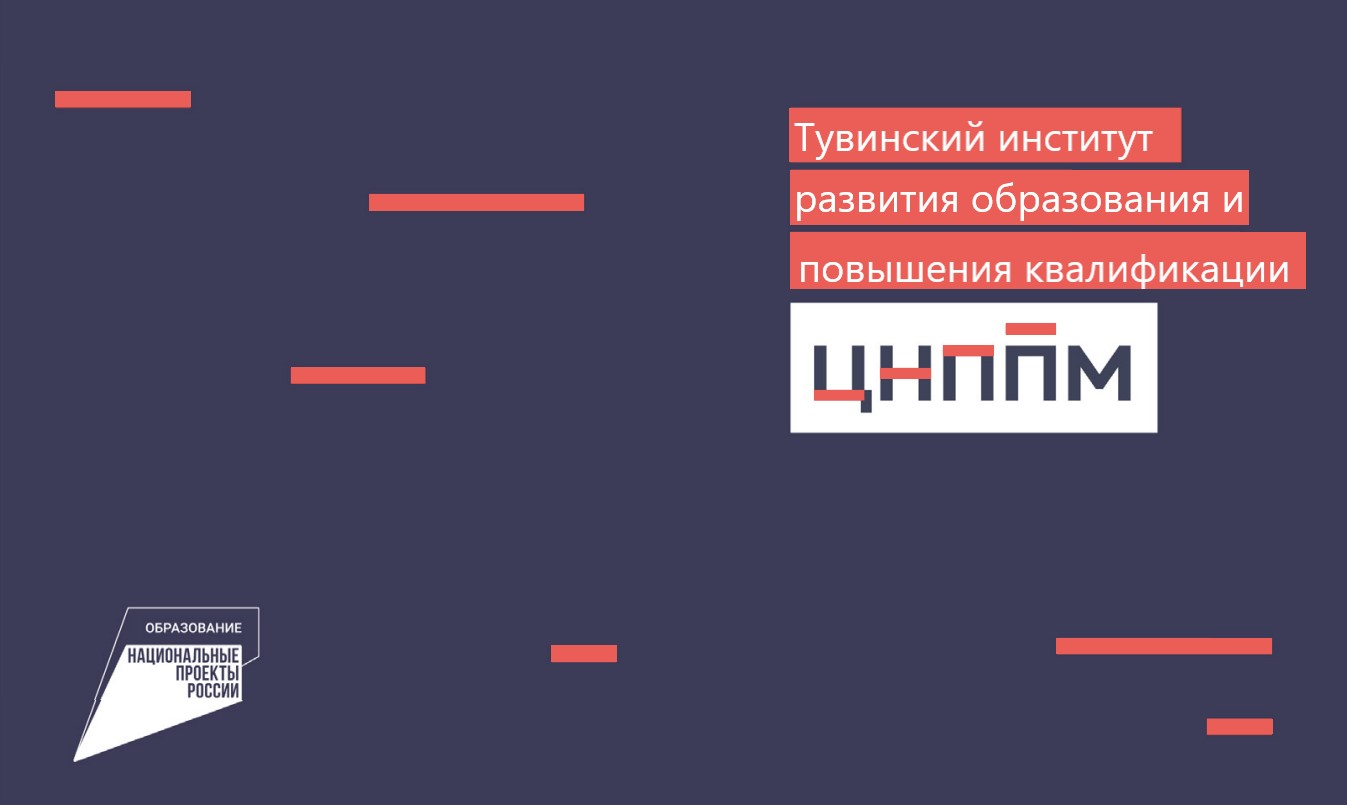 Тувинский институт
развития образования и
повышения квалификации
ЦНППМ
ОБРАЗОВАНИЕ
НАЦИОНАЛЬНЫЕ
ПРОЕКТЫ
РОССИИ